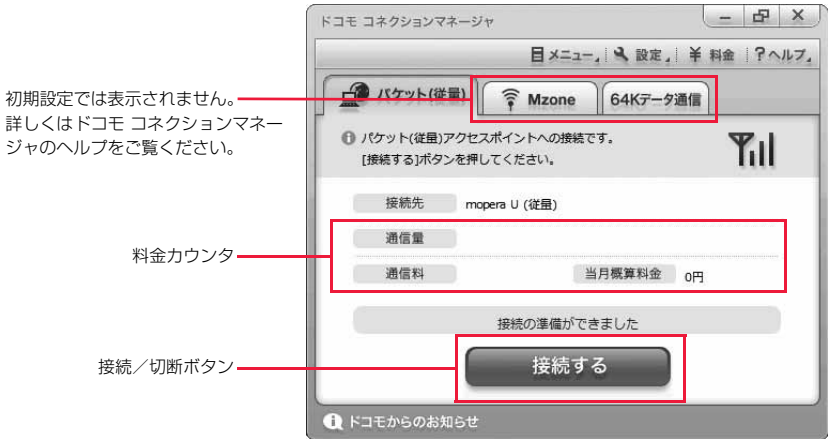 ドコモ コネクションマネージャ
メニュー 設定 ¥ 料金 ?ヘルプ
パケット(従量) Mzone 64Kデータ通信
初期設定では表示されません。
詳しくはドコモ コネクションマネー
ジャのヘルプをご覧ください。
パケット(従量)アクセスポイントへの接続です。
[接続する]ボタンを押してください。
接続先 mopera U (従量)
通信量
料金カウンタ
通信料 当月概算料金 0円
接続の準備ができました
接続／切断ボタン
接続する
ドコモからのお知らせ